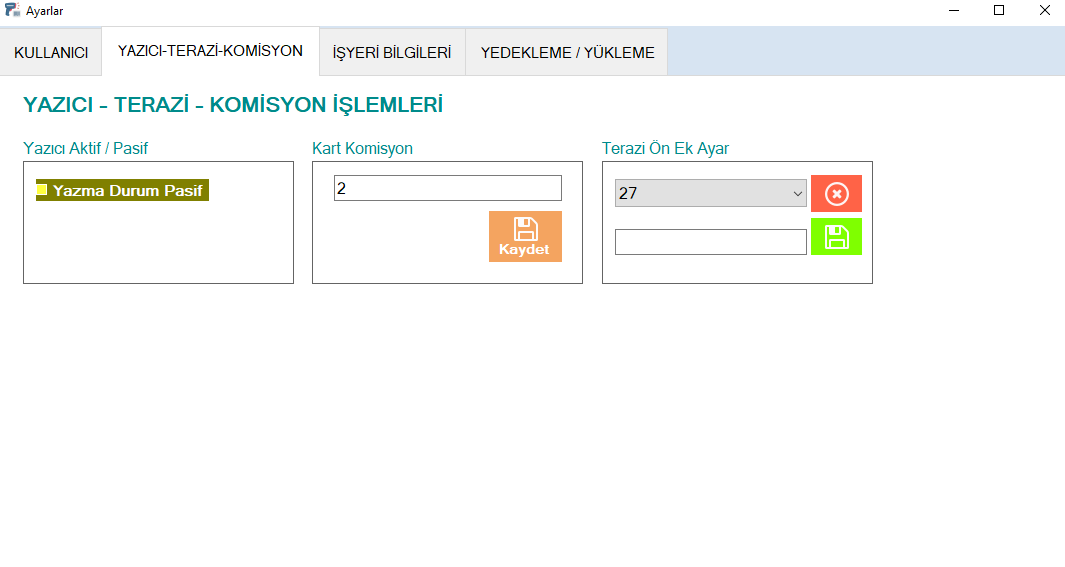 Ayarlar
KULLANICI
YAZICI-TERAZİ-KOMİSYON
İŞYERİ BİLGİLERİ
YEDEKLEME / YÜKLEME
YAZICI - TERAZİ - KOMİSYON İŞLEMLERİ
Yazıcı Aktif / Pasif
Yazma Durum Pasif
Kart Komisyon
2
Kaydet
Terazi Ön Ek Ayar
27